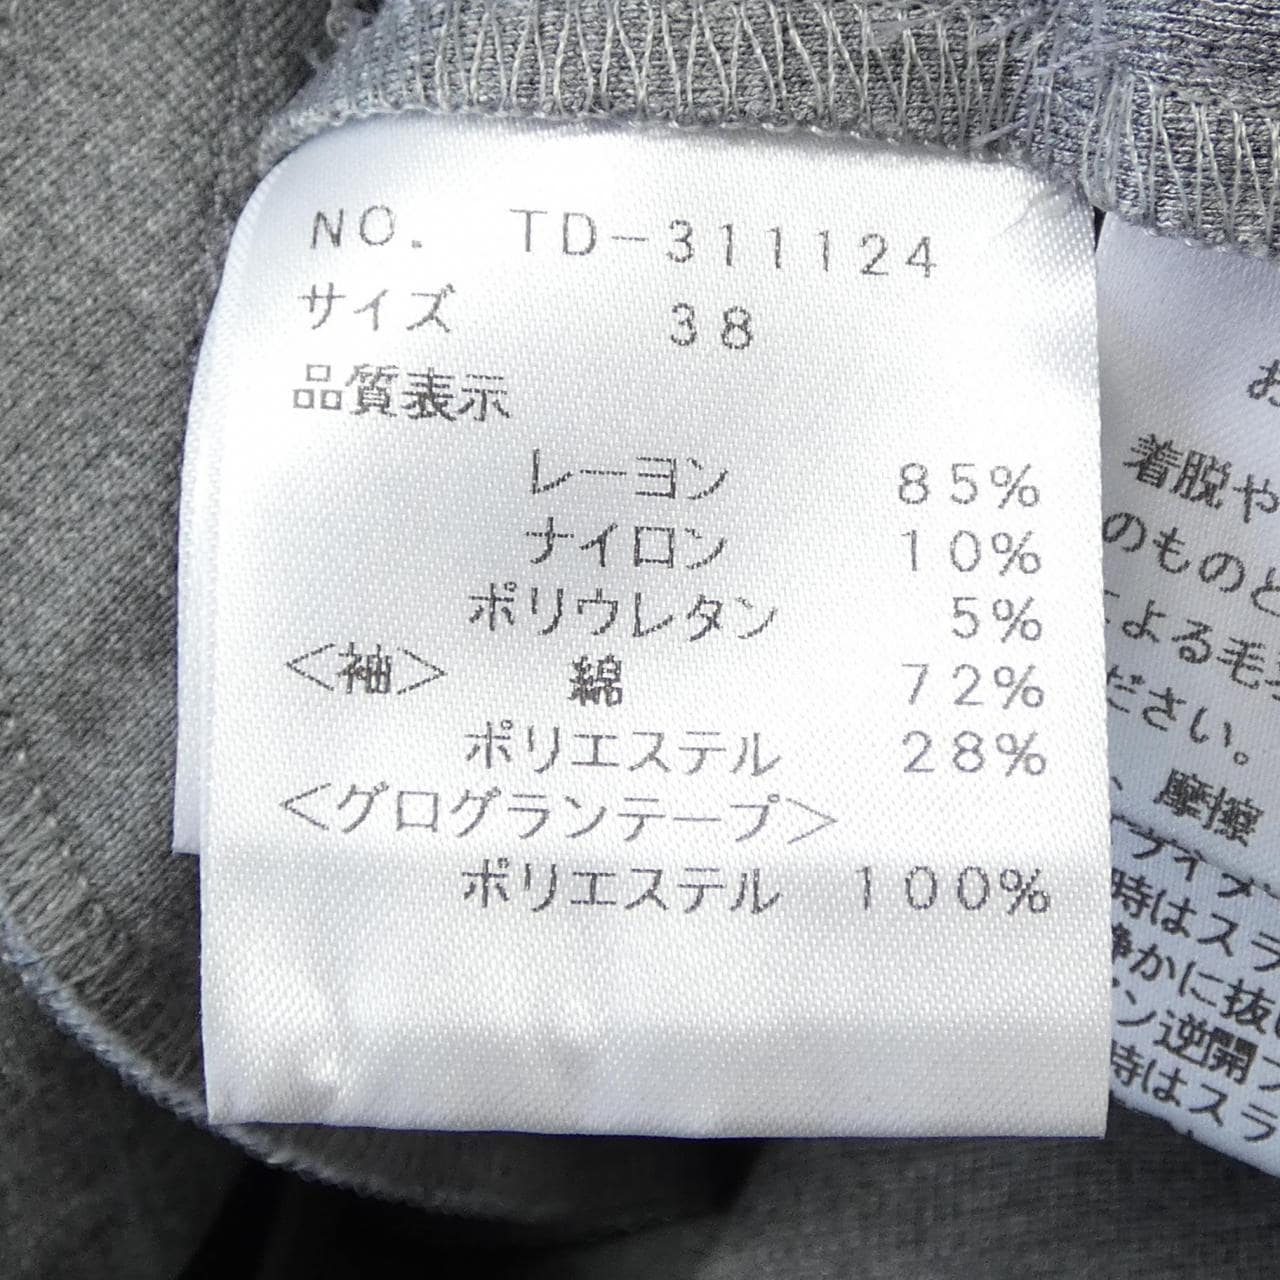 NO. TD-311124
サイズ 38
品質表示
レーヨン 85%
ナイロン 10%
ポリウレタン 5%
<袖> 綿 72%
ポリエステル 28%
<グログランテープ>
ポリエステル 100%
お
着脱や
のものと
よる毛
ださい。
、摩擦
時はスラ
かに抜
ン逆開フ
時はスラ